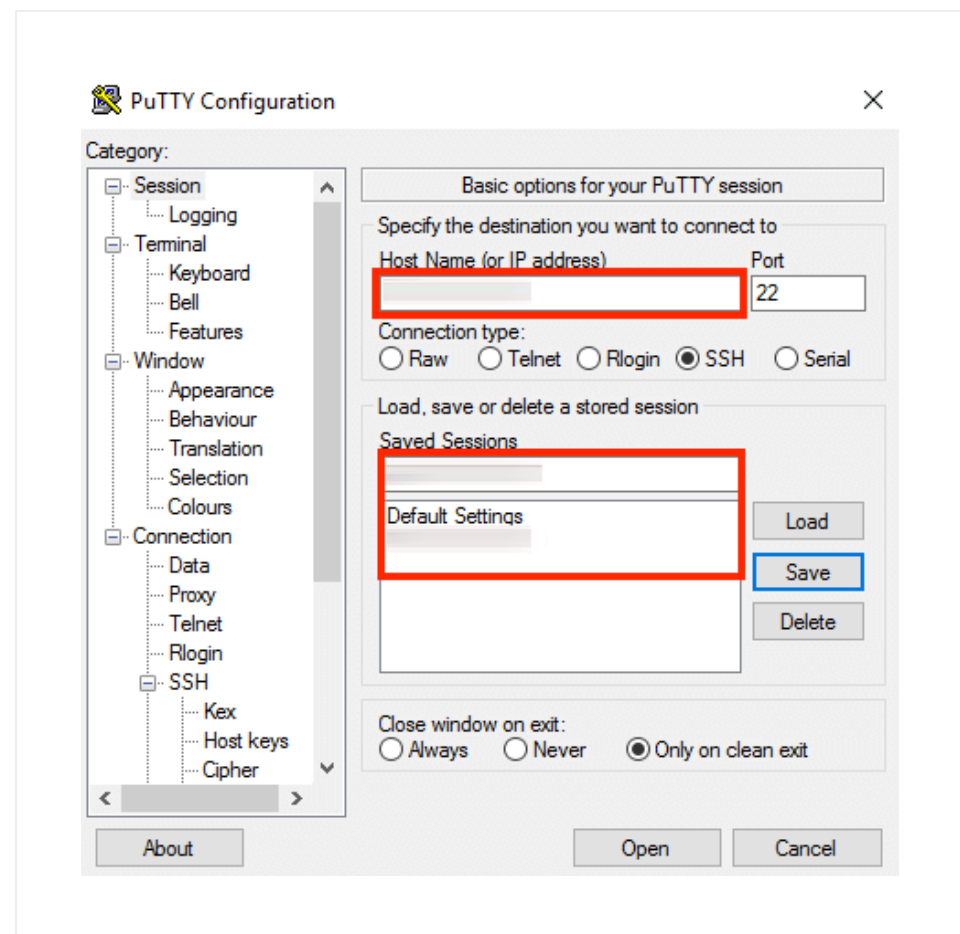 PuTTY Configuration
Category:
Session
Logging
Terminal
Keyboard
Bell
Features
Window
Appearance
Behaviour
Translation
Selection
Colours
Connection
Data
Proxy
Telnet
Rlogin
SSH
Kex
Host keys
Cipher
Basic options for your PuTTY session
Specify the destination you want to connect to
Host Name (or IP address) Port
22
Connection type:
Raw Telnet Rlogin SSH Serial
Load, save or delete a stored session
Saved Sessions
Default Settings
Load
Save
Delete
Close window on exit:
Always Never Only on clean exit
About Open Cancel